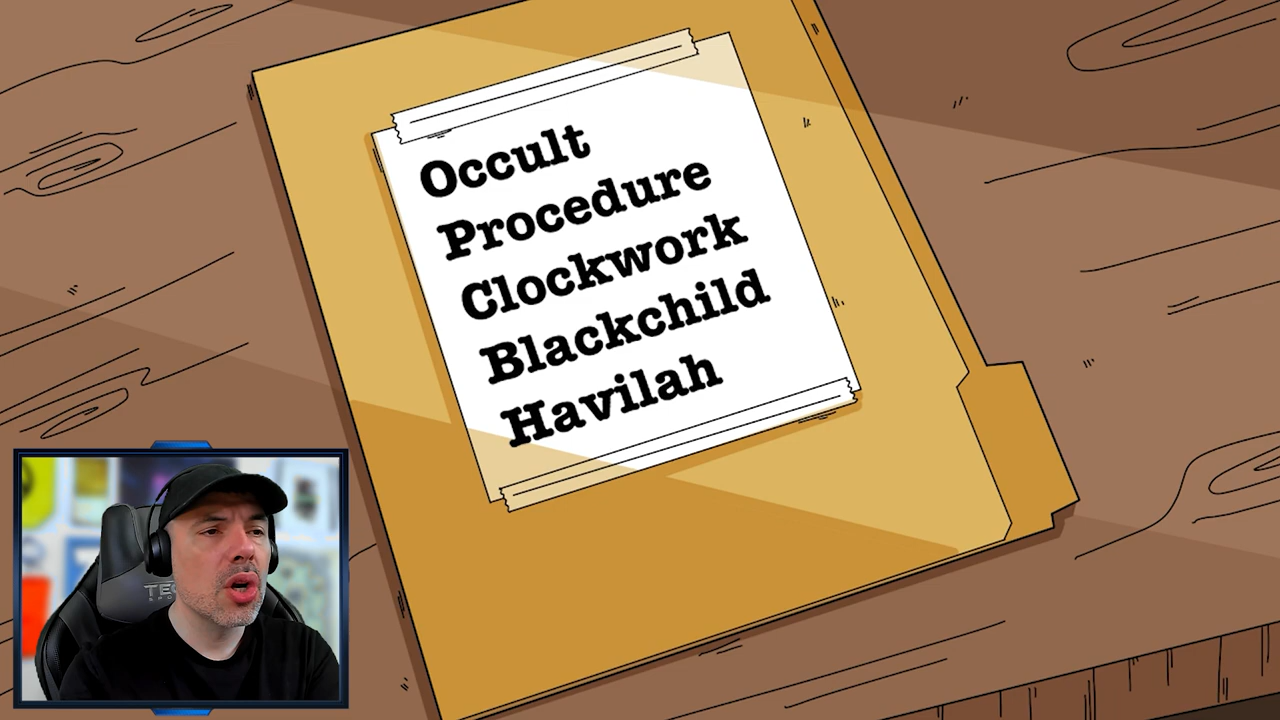 Occult
Procedure
Clockwork
Blackchild
Havilah